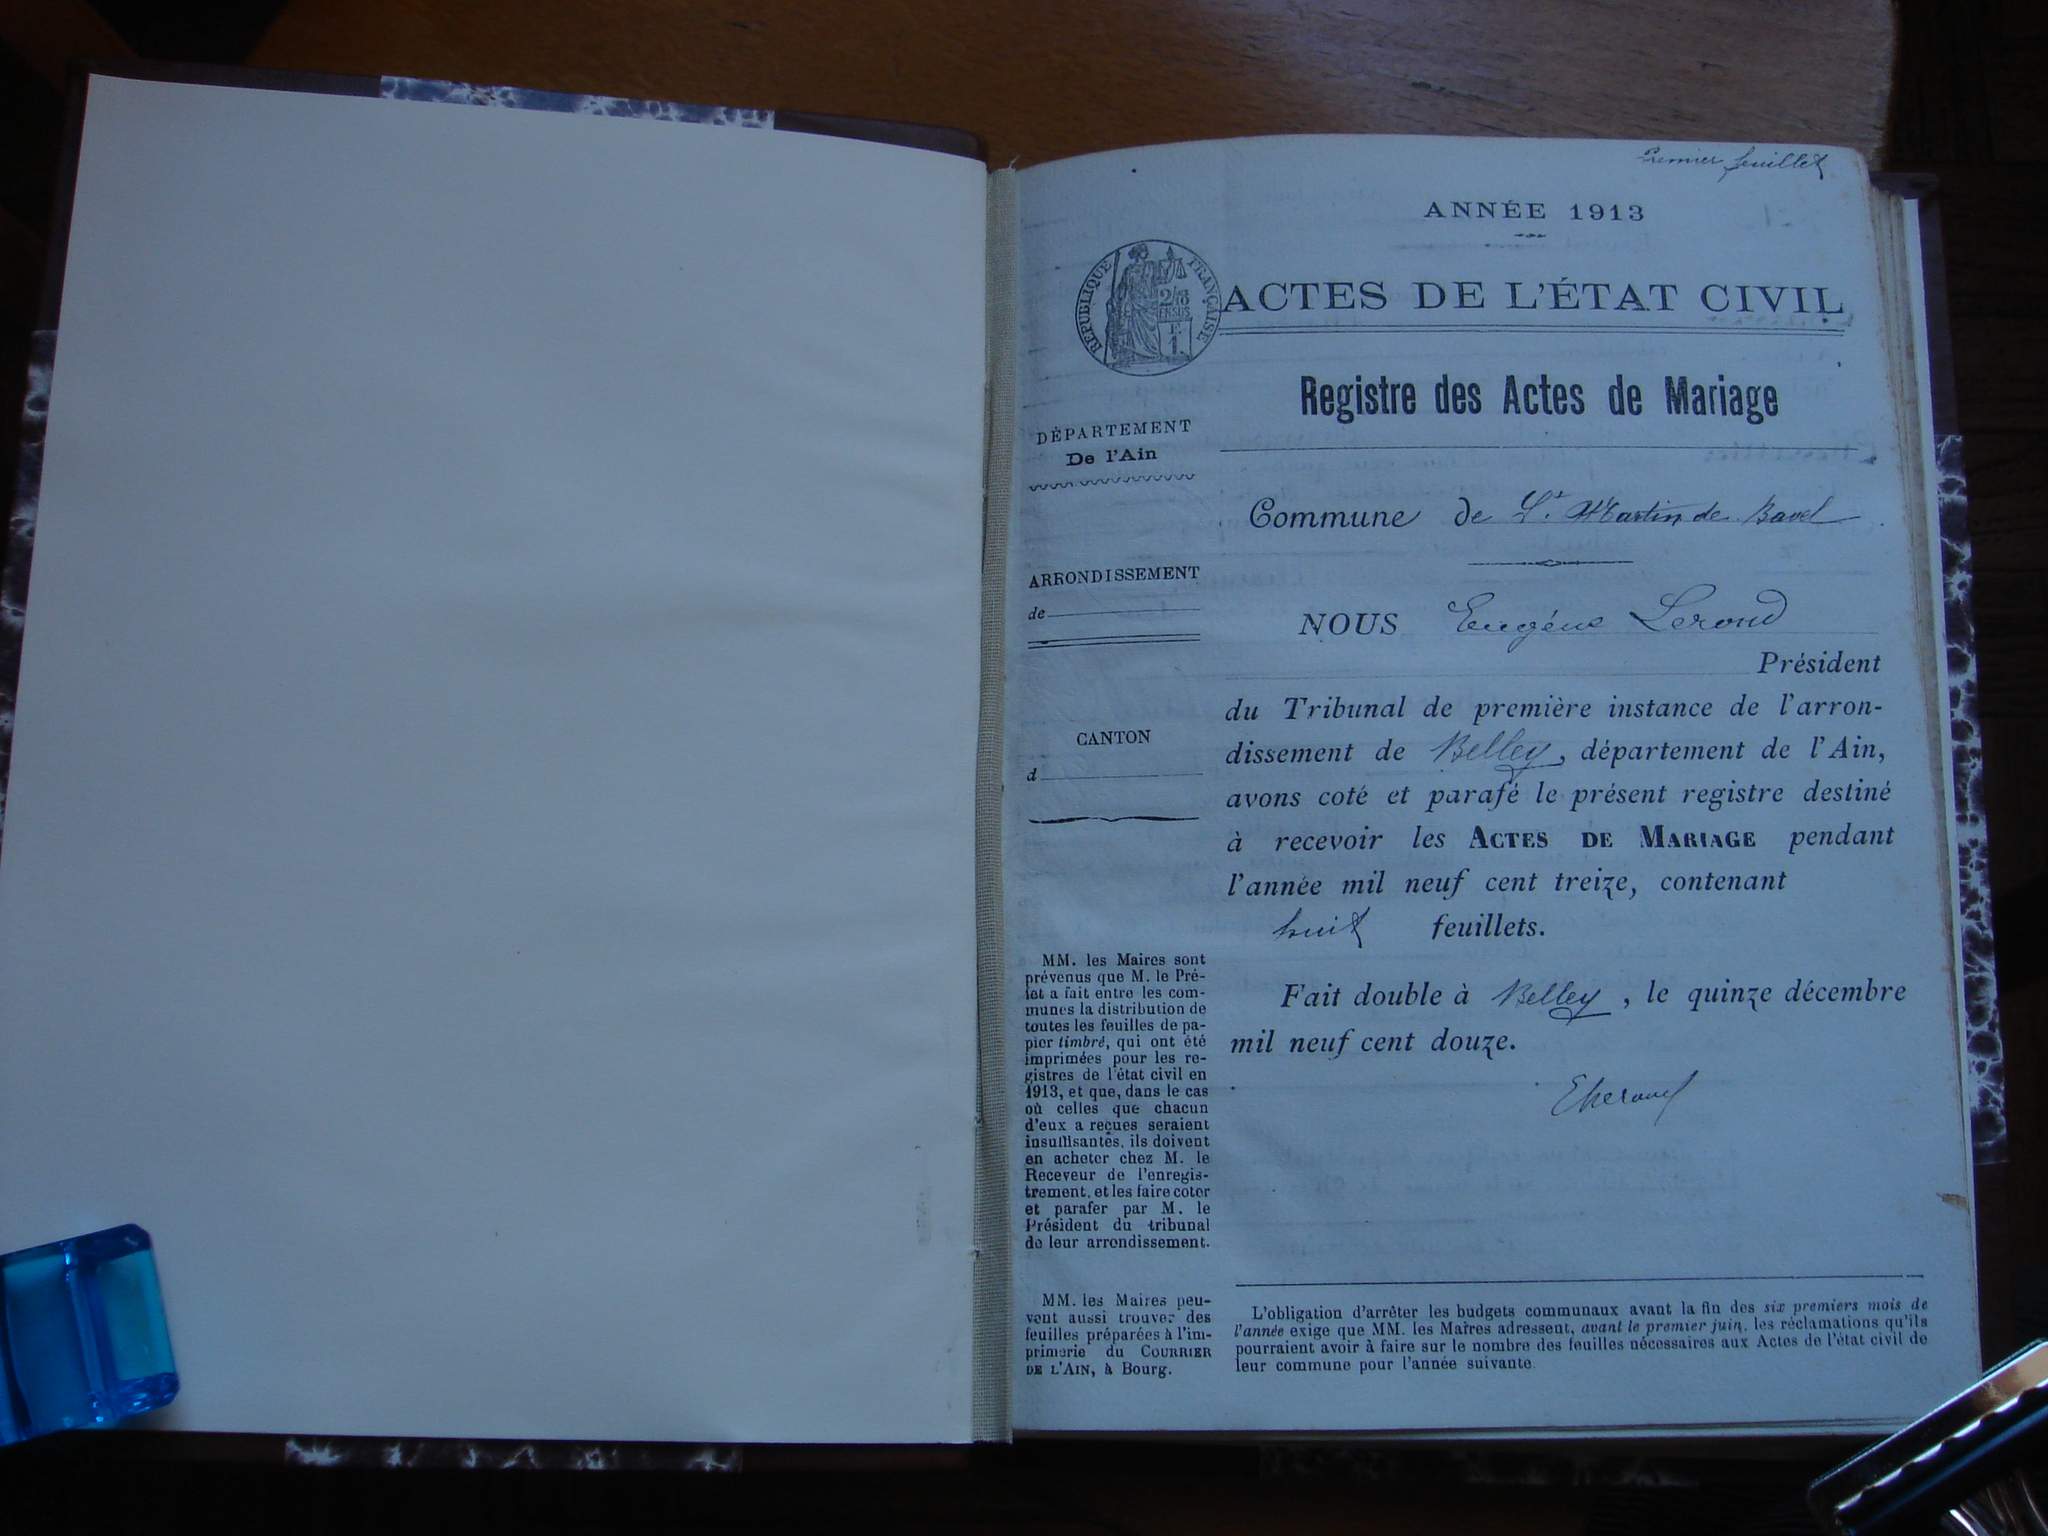 Premier feuillet
ANNÉE 1913
RÉPUBLIQUE FRANÇAISE
ACTES DE L'ÉTAT CIVIL
Registre des Actes de Mariage
DÉPARTEMENT
De l'Ain
Commune de St Martin de Bavel
ARRONDISSEMENT
de
NOUS Eugène Lerond
Président
du Tribunal de première instance de l'arron-
dissement de Belley, département de l'Ain,
CANTON
d
avons coté et parafé le présent registre destiné
à recevoir les ACTES DE MARIAGE pendant
l'année mil neuf cent treize, contenant
huit feuillets.
Fait double à Belley, le quinze décembre
mil neuf cent douze.
MM. les Maires sont
prévenus que M. le Pré-
fet a fait entre les com-
munes la distribution de
toutes les feuilles de pa-
pier timbré, qui ont été
imprimées pour les re-
gistres de l'état civil en
1913, et que, dans le cas
où celles que chacun
d'eux a reçues seraient
insuffisantes, ils doivent
en acheter chez M. le
Receveur de l'enregis-
trement, et les faire coter
et parafer par M. le
Président du tribunal
de leur arrondissement.
MM. les Maires peu-
vent aussi trouver des
feuilles préparées à l'im-
primerie du COURRIER
DE L'AIN, à Bourg.
L'obligation d'arrêter les budgets communaux avant la fin des six premiers mois de
l'année exige que MM. les Maires adressent, avant le premier juin, les réclamations qu'ils
pourraient avoir à faire sur le nombre des feuilles nécessaires aux Actes de l'état civil de
leur commune pour l'année suivante.